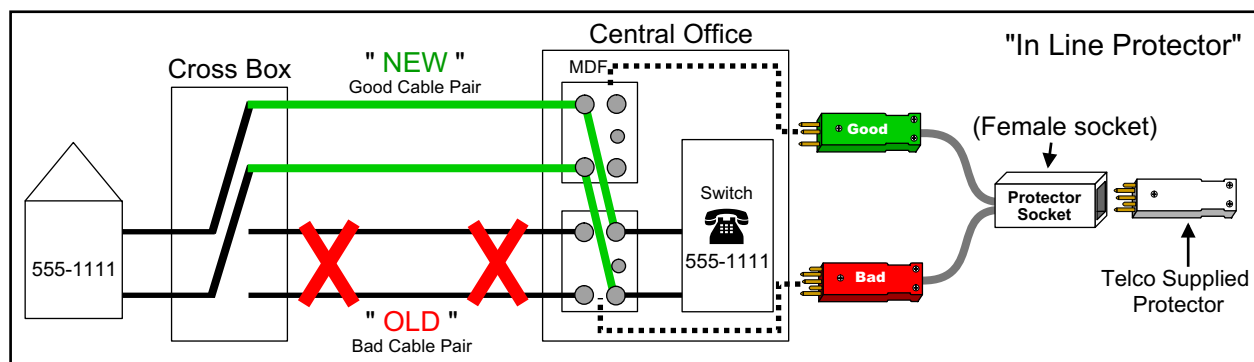 Central Office
"In Line Protector"
Cross Box
" NEW "
Good Cable Pair
MDF
Good
(Female socket)
Protector
Socket
Switch
555-1111
555-1111
Bad
" OLD "
Bad Cable Pair
Telco Supplied
Protector